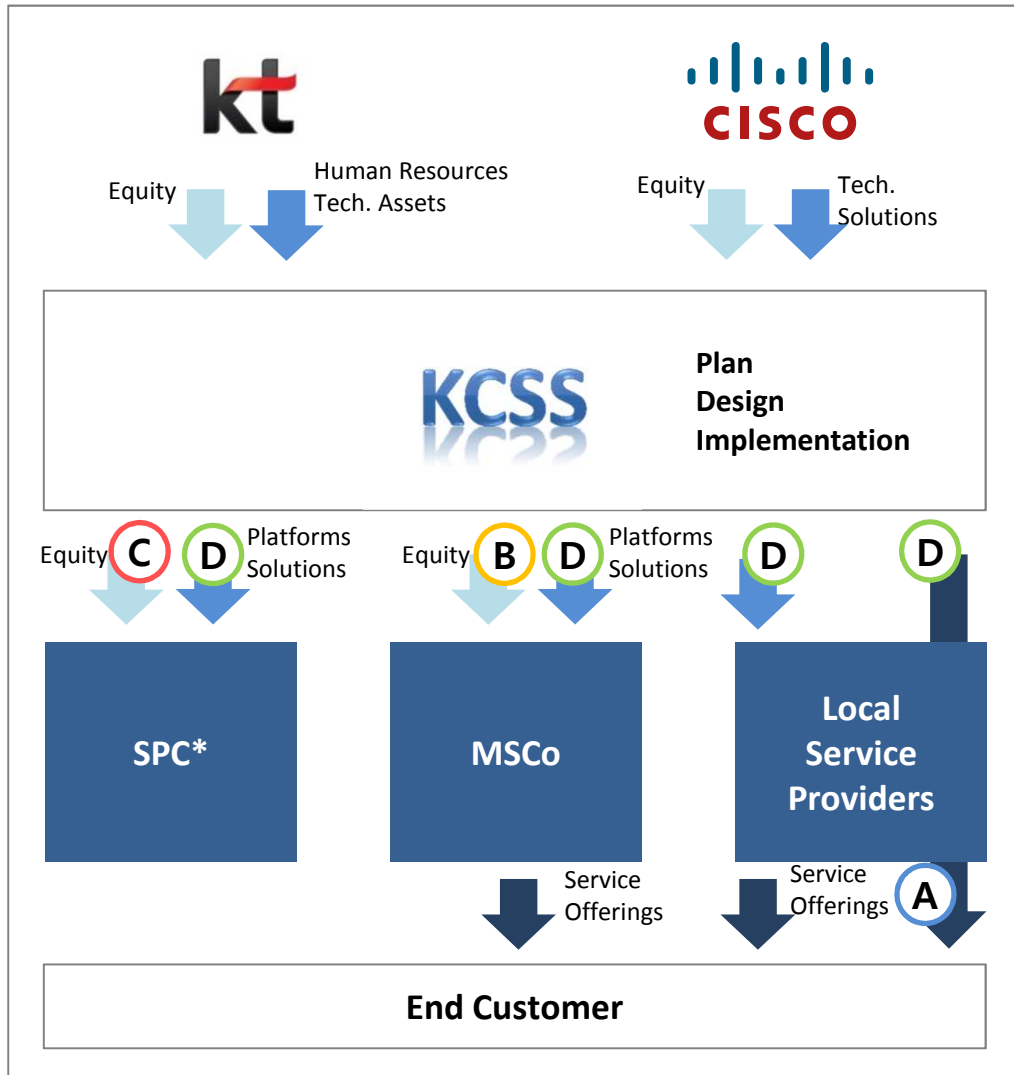 kt
CISCO
Equity
Human Resources
Tech. Assets
Equity
Tech.
Solutions
KCSS
Plan
Design
Implementation
Equity
C
D
Platforms
Solutions
Equity
B
D
Platforms
Solutions
D
D
SPC*
MSCo
Local
Service
Providers
Service
Offerings
Service
Offerings
A
End Customer